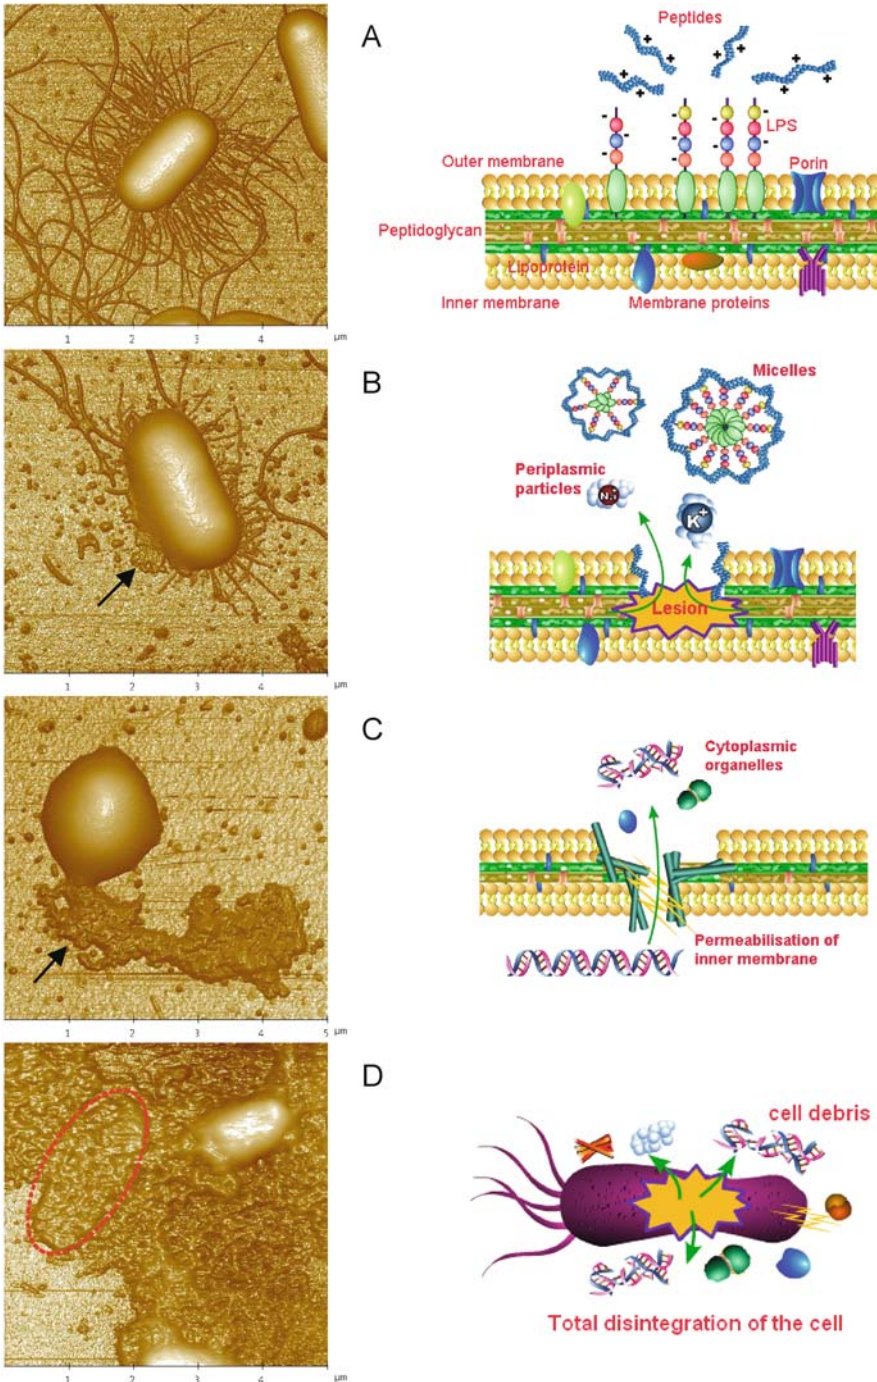 A
Peptides
+ + + +
+ + +
LPS
- - - - - - - -
Outer membrane
Porin
Peptidoglycan
Lipoprotein
Inner membrane
Membrane proteins
1 2 3 4 µm
B
Micelles
Periplasmic
particles
K+
Lesion
1 2 3 4 µm
C
Cytoplasmic
organelles
Permeabilisation of
inner membrane
1 2 3 4 5 µm
D
cell debris
Total disintegration of the cell
1 2 3 4